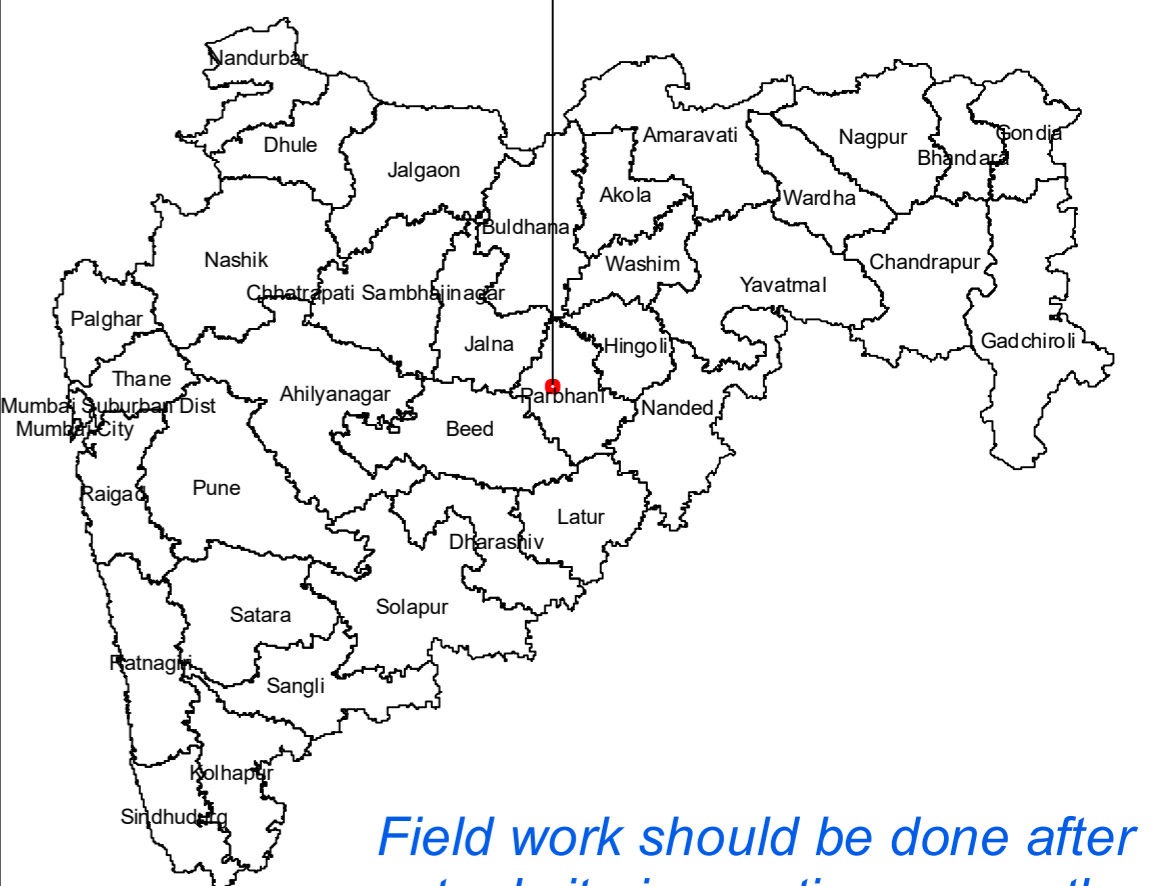 Nandurbar
Amaravati
Nagpur
Gondia
Bhandara
Dhule
Jalgaon
Akola
Wardha
Buldhana
Nashik
Washim
Chandrapur
Yavatmal
Chhatrapati Sambhajinagar
Palghar
Jalna
Hingoli
Gadchiroli
Thane
Ahilyanagar
Parbhani
Mumbai Suburban Dist
Nanded
Mumbai City
Beed
Raigad
Pune
Latur
Dharashiv
Satara
Solapur
Ratnagiri
Sangli
Kolhapur
Sindhudurg
Field work should be done after